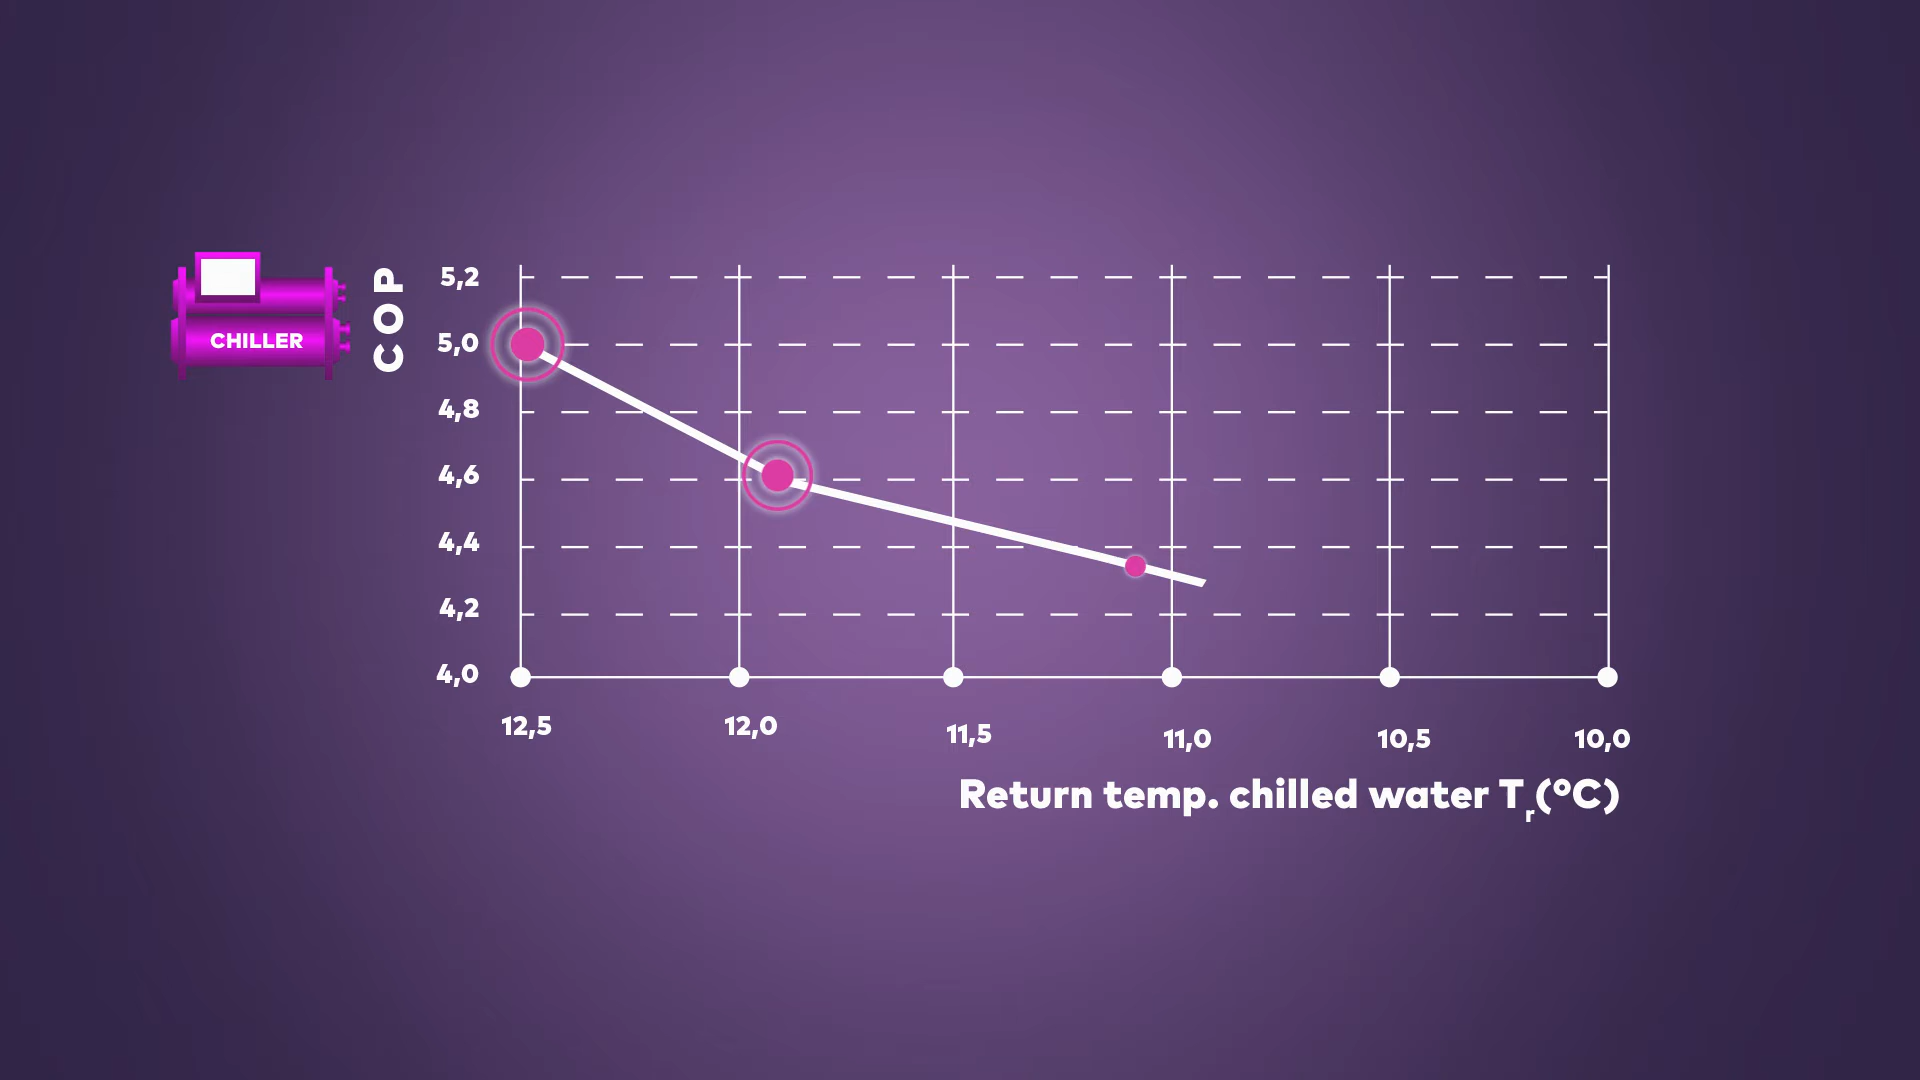 CHILLER
COP
5,2
5,0
4,8
4,6
4,4
4,2
4,0
12,5 12,0 11,5 11,0 10,5 10,0
Return temp. chilled water Tr(°C)